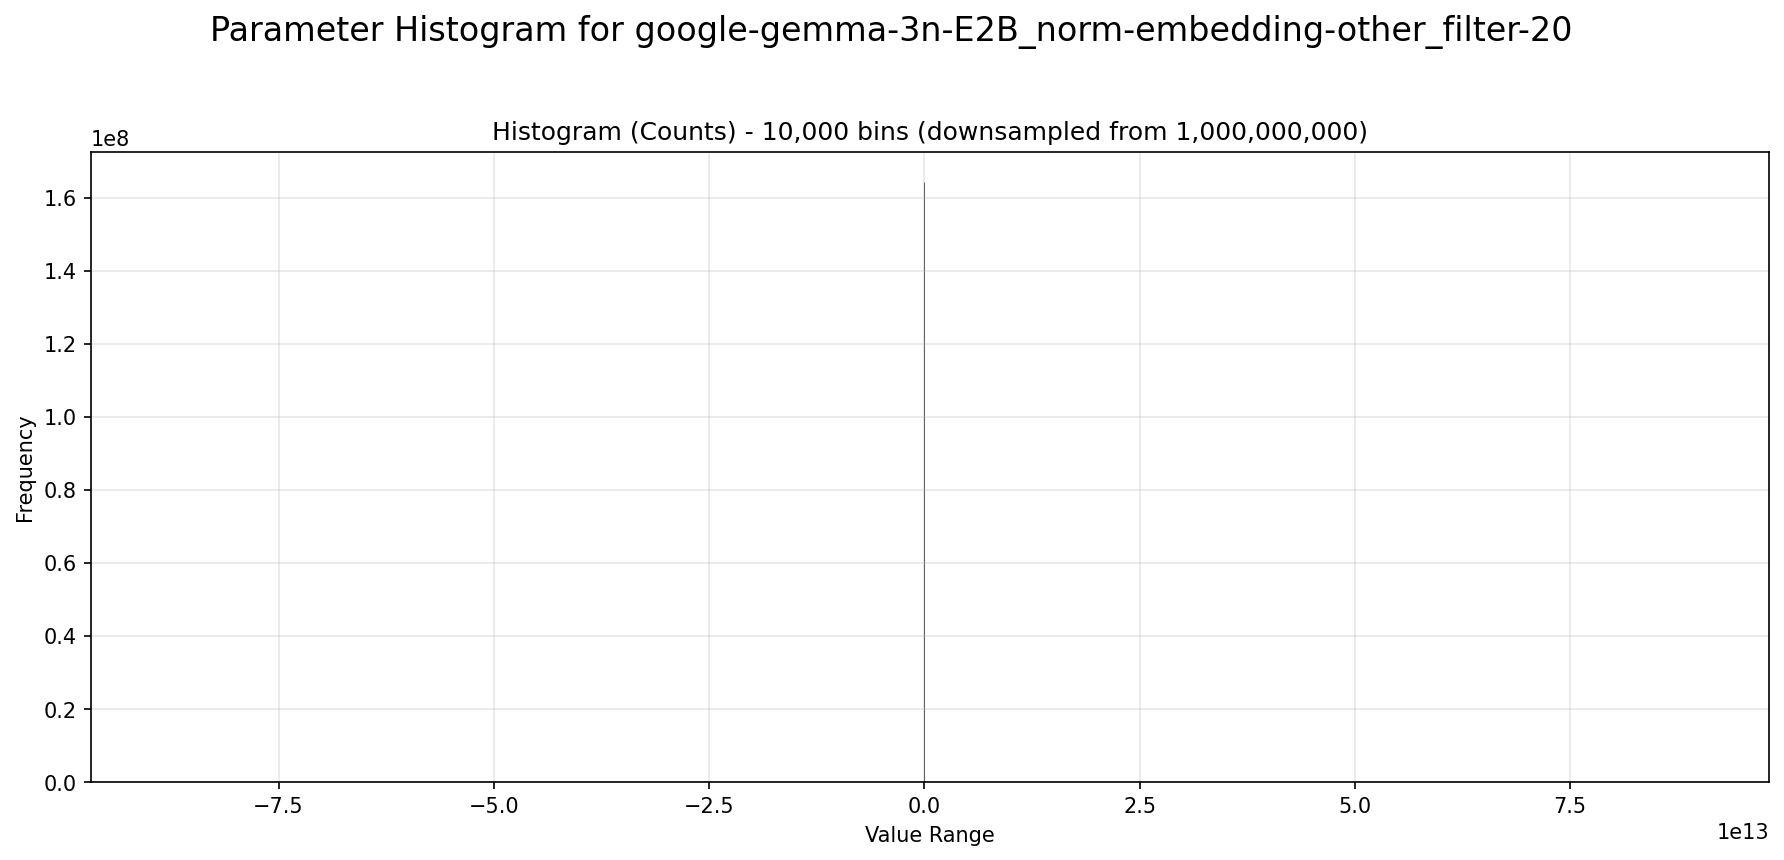 Parameter Histogram for google-gemma-3n-E2B_norm-embedding-other_filter-20
Histogram (Counts) - 10,000 bins (downsampled from 1,000,000,000)
1e8
1.6
1.4
1.2
1.0
0.8
0.6
0.4
0.2
0.0
Frequency
−7.5
−5.0
−2.5
0.0
2.5
5.0
7.5
1e13
Value Range